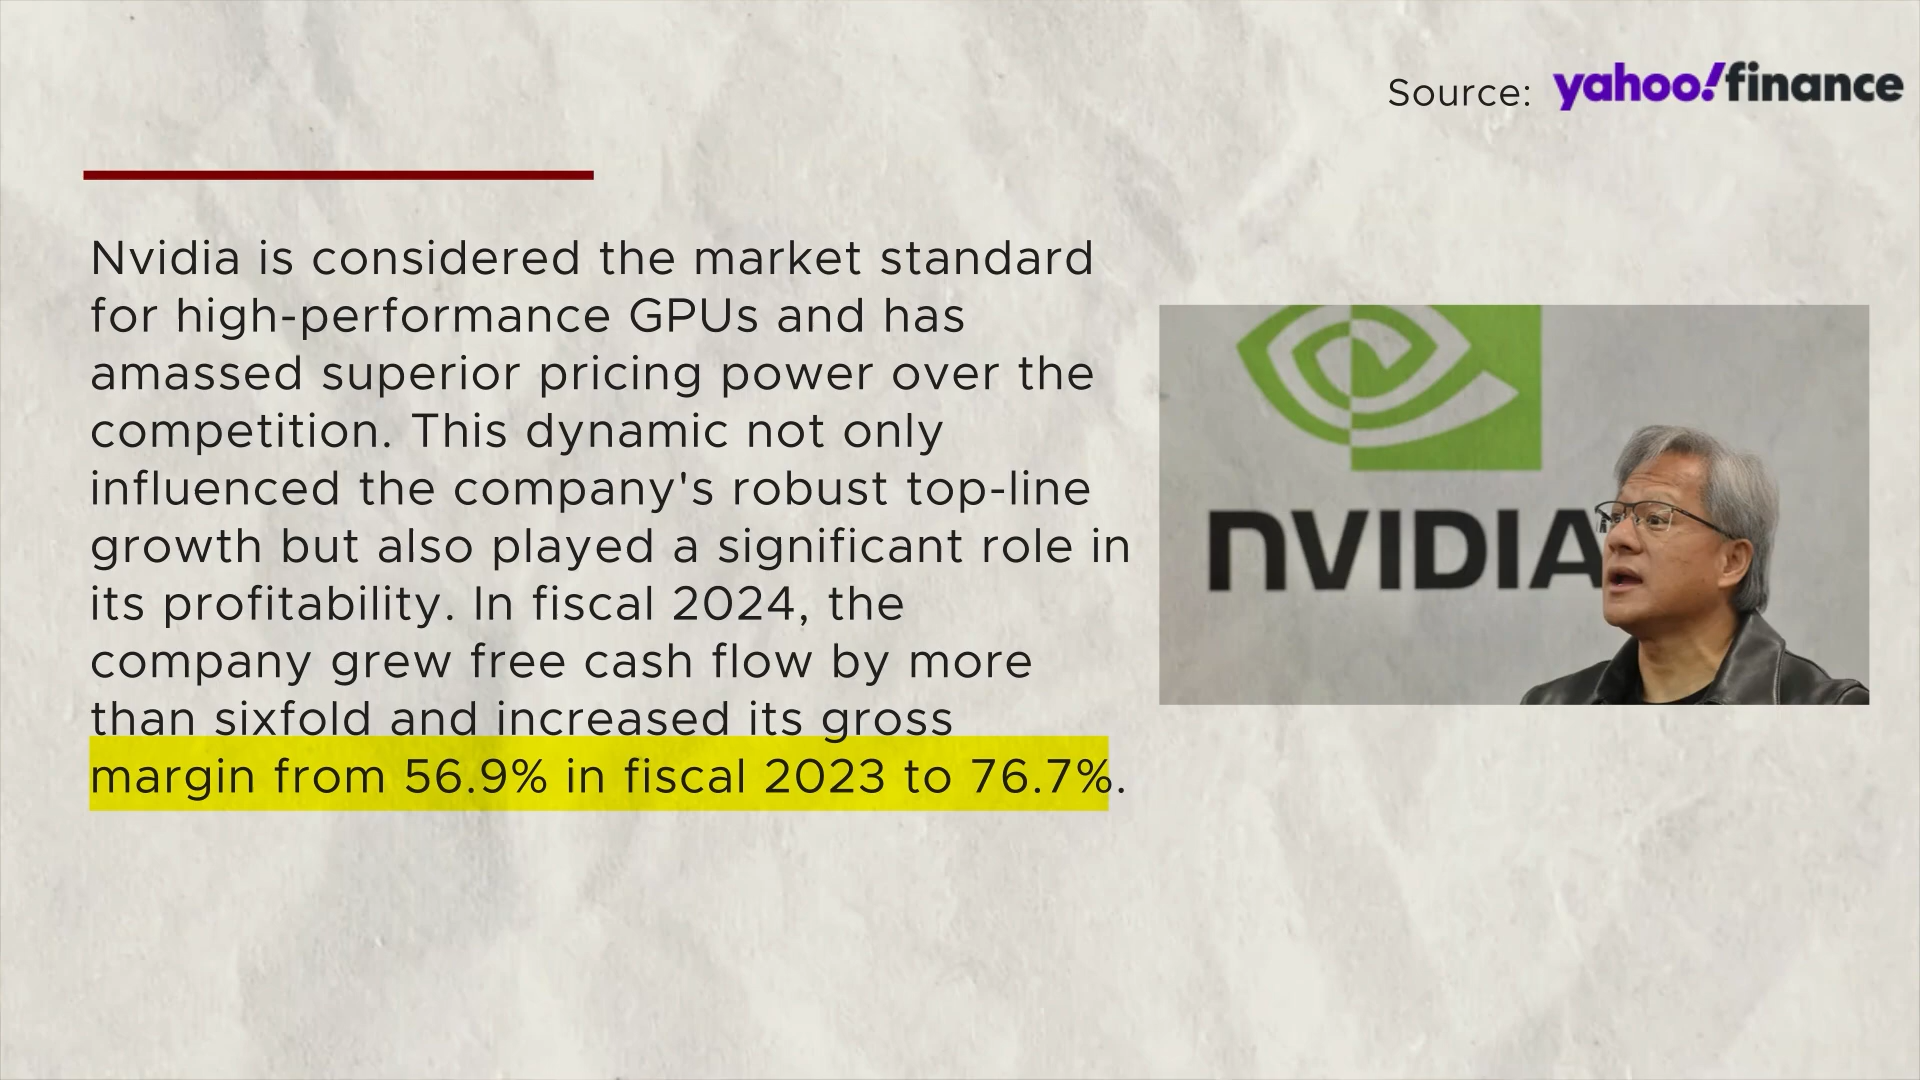 Source: yahoo!finance
Nvidia is considered the market standard
for high-performance GPUs and has
amassed superior pricing power over the
competition. This dynamic not only
influenced the company's robust top-line
growth but also played a significant role in
its profitability. In fiscal 2024, the
company grew free cash flow by more
than sixfold and increased its gross
margin from 56.9% in fiscal 2023 to 76.7%.
NVIDIA